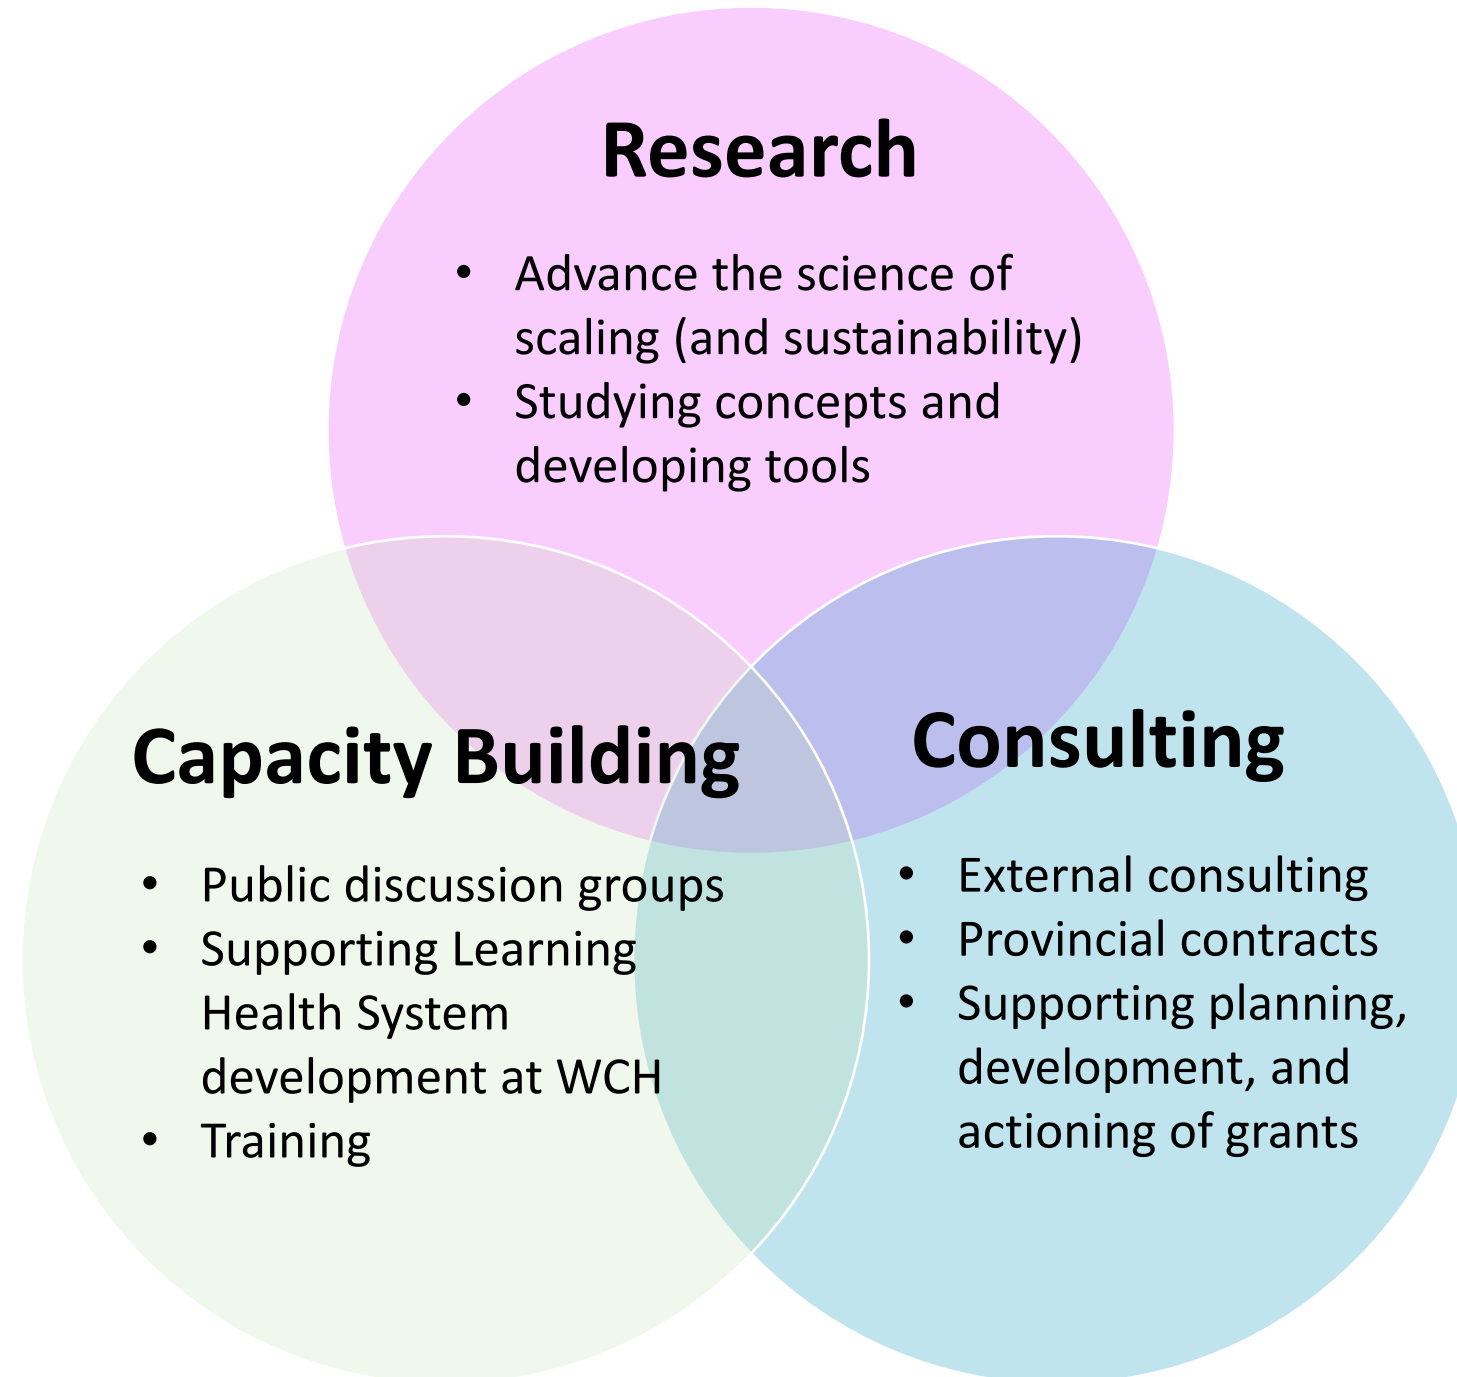 Research
• Advance the science of
scaling (and sustainability)
• Studying concepts and
developing tools
Capacity Building
• Public discussion groups
• Supporting Learning
Health System
development at WCH
• Training
Consulting
• External consulting
• Provincial contracts
• Supporting planning,
development, and
actioning of grants